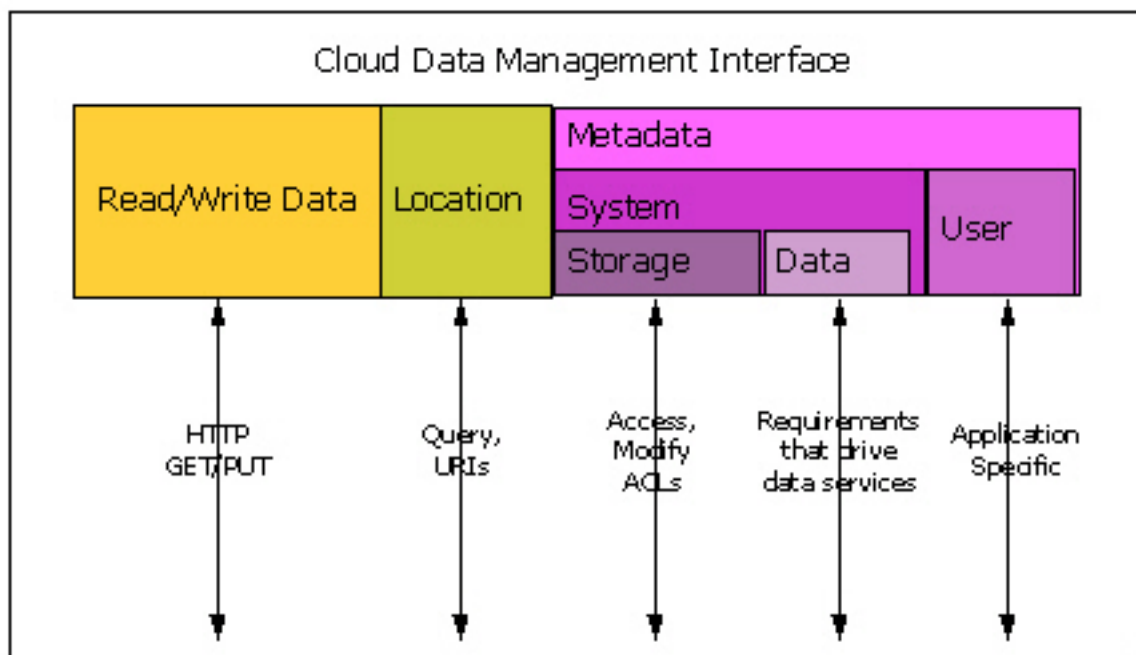 Cloud Data Management Interface
Metadata
Read/Write Data
Location
System
User
Storage
Data
HTTP
GET/PUT
Query,
URIs
Access,
Modify
ACLs
Requirements
that drive
data services
Application
Specific